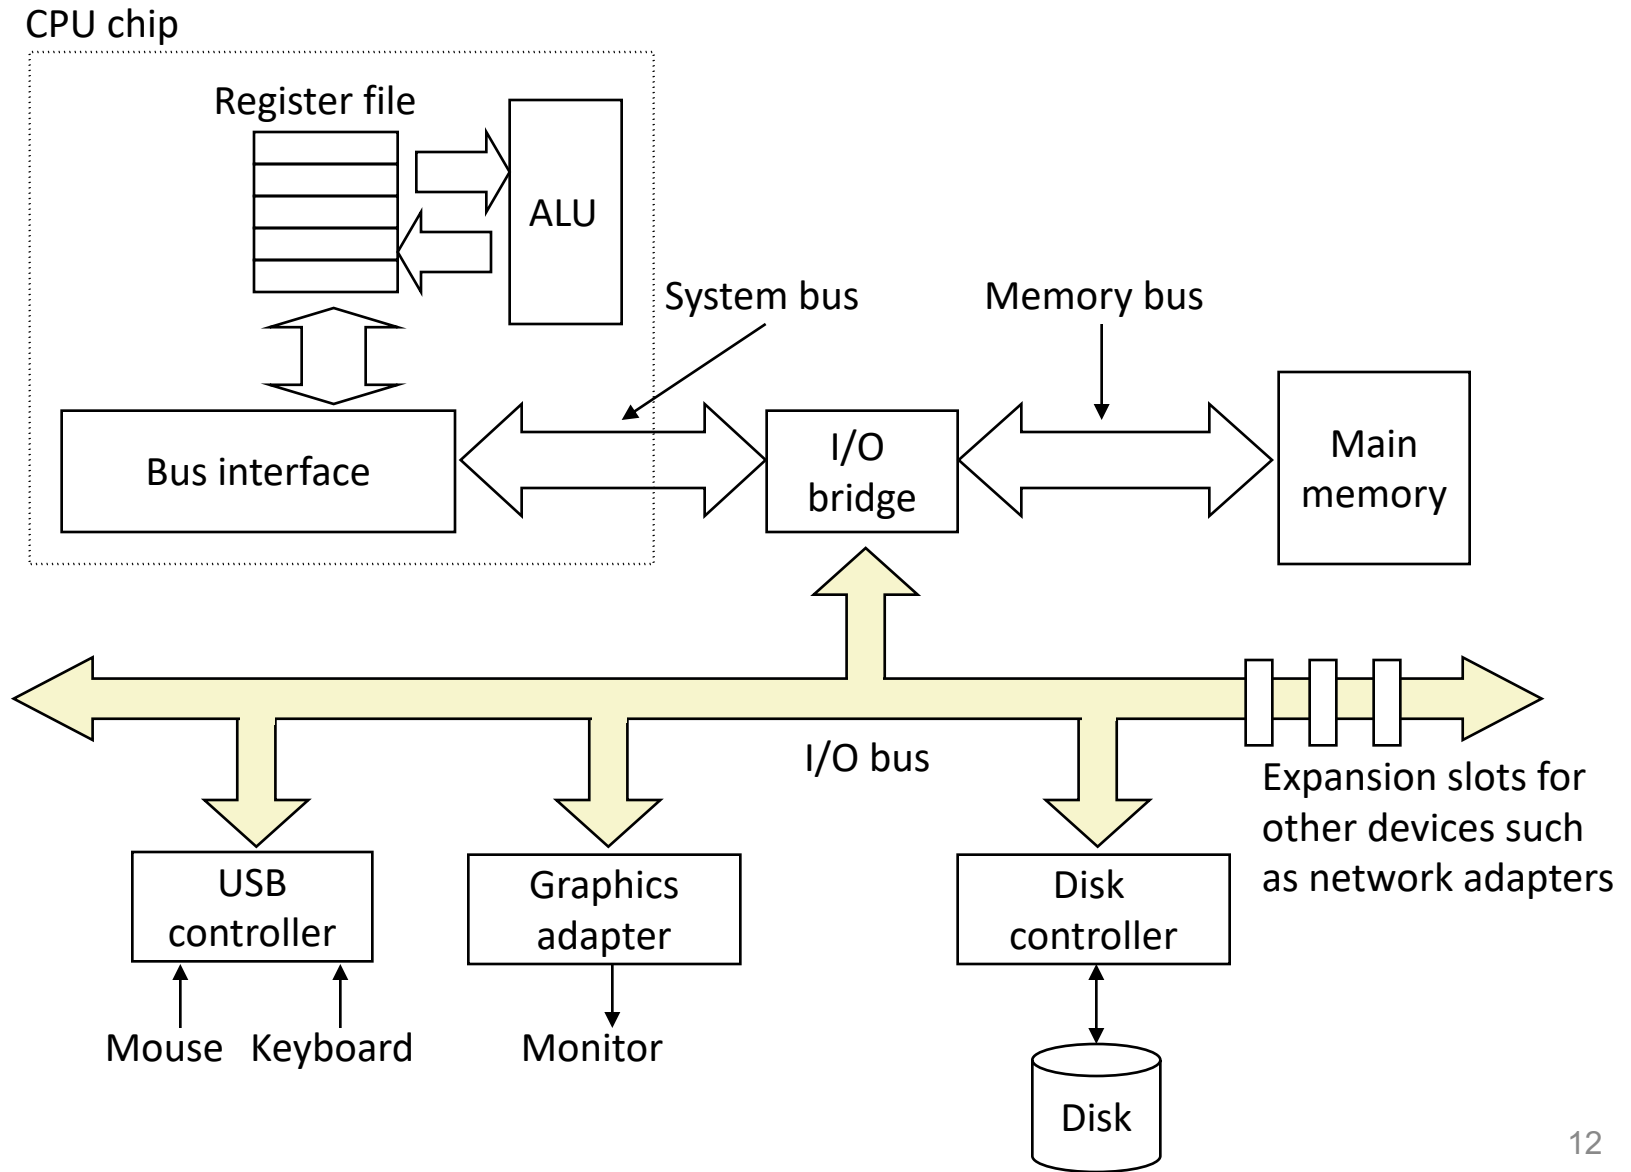 CPU chip
Register file
ALU
System bus
Memory bus
Bus interface
I/O
bridge
Main
memory
I/O bus
Expansion slots for
other devices such
as network adapters
USB
controller
Graphics
adapter
Disk
controller
Mouse
Keyboard
Monitor
Disk
12